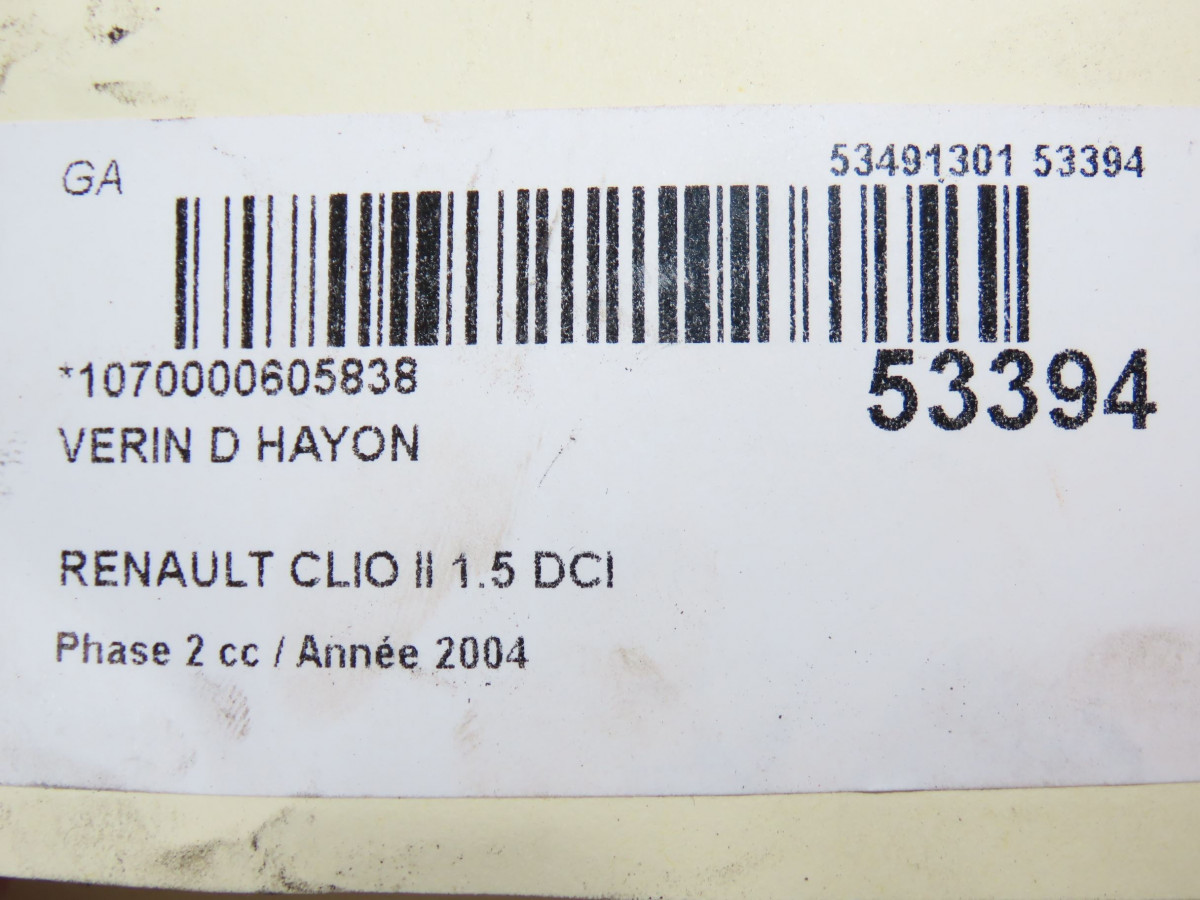 GA
53491301 53394
*1070000605838
53394
VERIN D HAYON
RENAULT CLIO II 1.5 DCI
Phase 2 cc / Année 2004